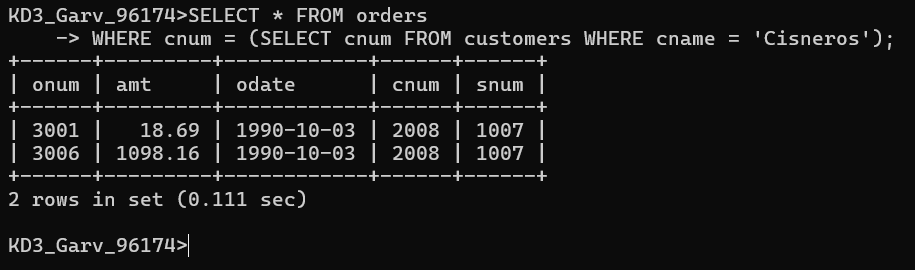 KD3_Garv_96174>SELECT * FROM orders
    -> WHERE cnum = (SELECT cnum FROM customers WHERE cname = 'Cisneros');
+------+---------+------------+------+------+
| onum | amt     | odate      | cnum | snum |
+------+---------+------------+------+------+
| 3001 |   18.69 | 1990-10-03 | 2008 | 1007 |
| 3006 | 1098.16 | 1990-10-03 | 2008 | 1007 |
+------+---------+------------+------+------+
2 rows in set (0.111 sec)
KD3_Garv_96174>